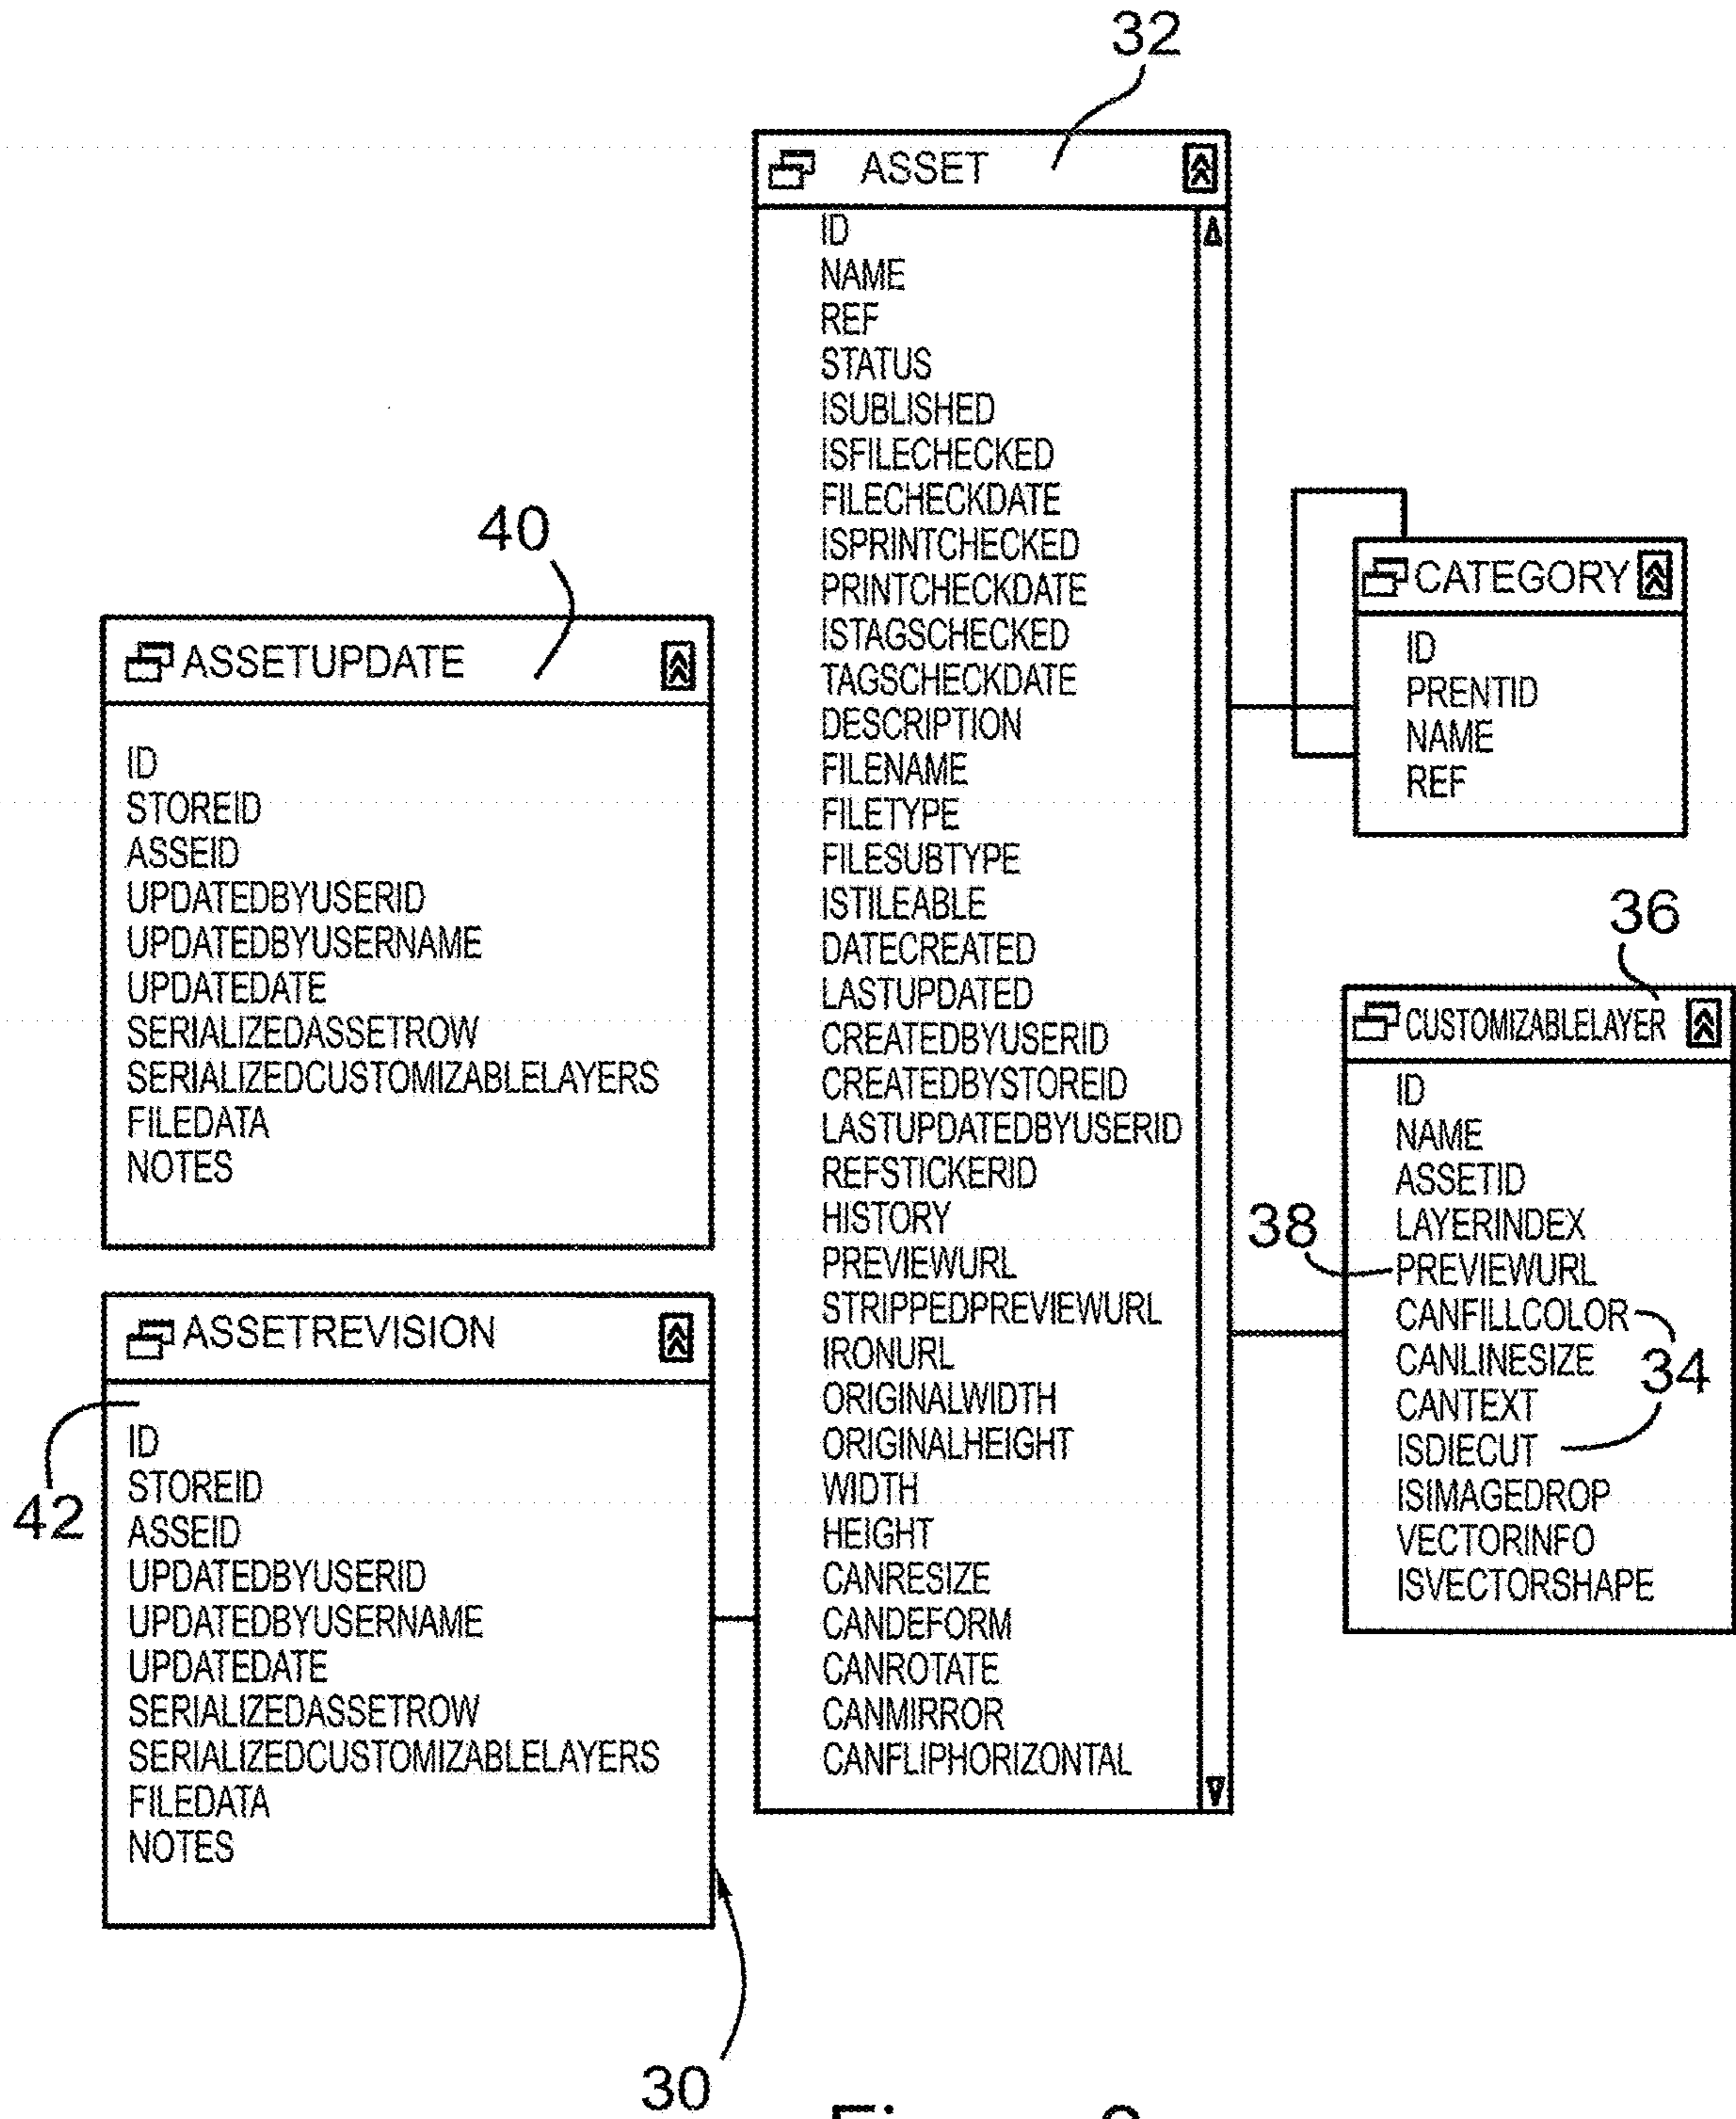 32
ASSET
ID
NAME
REF
STATUS
ISUBLISHED
ISFILECHECKED
FILECHECKDATE
ISPRINTCHECKED
PRINTCHECKDATE
ISTAGSCHECKED
TAGSCHECKDATE
DESCRIPTION
FILENAME
FILETYPE
FILESUBTYPE
ISTILEABLE
DATECREATED
LASTUPDATED
CREATEDBYUSERID
CREATEDBYSTOREID
LASTUPDATEDBYUSERID
REFSTICKERID
HISTORY
PREVIEWURL
STRIPPEDPREVIEWURL
IRONURL
ORIGINALWIDTH
ORIGINALHEIGHT
WIDTH
HEIGHT
CANRESIZE
CANDEFORM
CANROTATE
CANMIRROR
CANFLIPHORIZONTAL
40
ASSETUPDATE
ID
STOREID
ASSEID
UPDATEDBYUSERID
UPDATEDBYUSERNAME
UPDATEDATE
SERIALIZEDASSETROW
SERIALIZEDCUSTOMIZABLELAYERS
FILEDATA
NOTES
ASSETREVISION
42
ID
STOREID
ASSEID
UPDATEDBYUSERID
UPDATEDBYUSERNAME
UPDATEDATE
SERIALIZEDASSETROW
SERIALIZEDCUSTOMIZABLELAYERS
FILEDATA
NOTES
30
CATEGORY
ID
PRENTID
NAME
REF
36
CUSTOMIZABLELAYER
ID
NAME
ASSETID
LAYERINDEX
38
PREVIEWURL
CANFILLCOLOR
CANLINESIZE
34
CANTEXT
ISDIECUT
ISIMAGEDROP
VECTORINFO
ISVECTORSHAPE